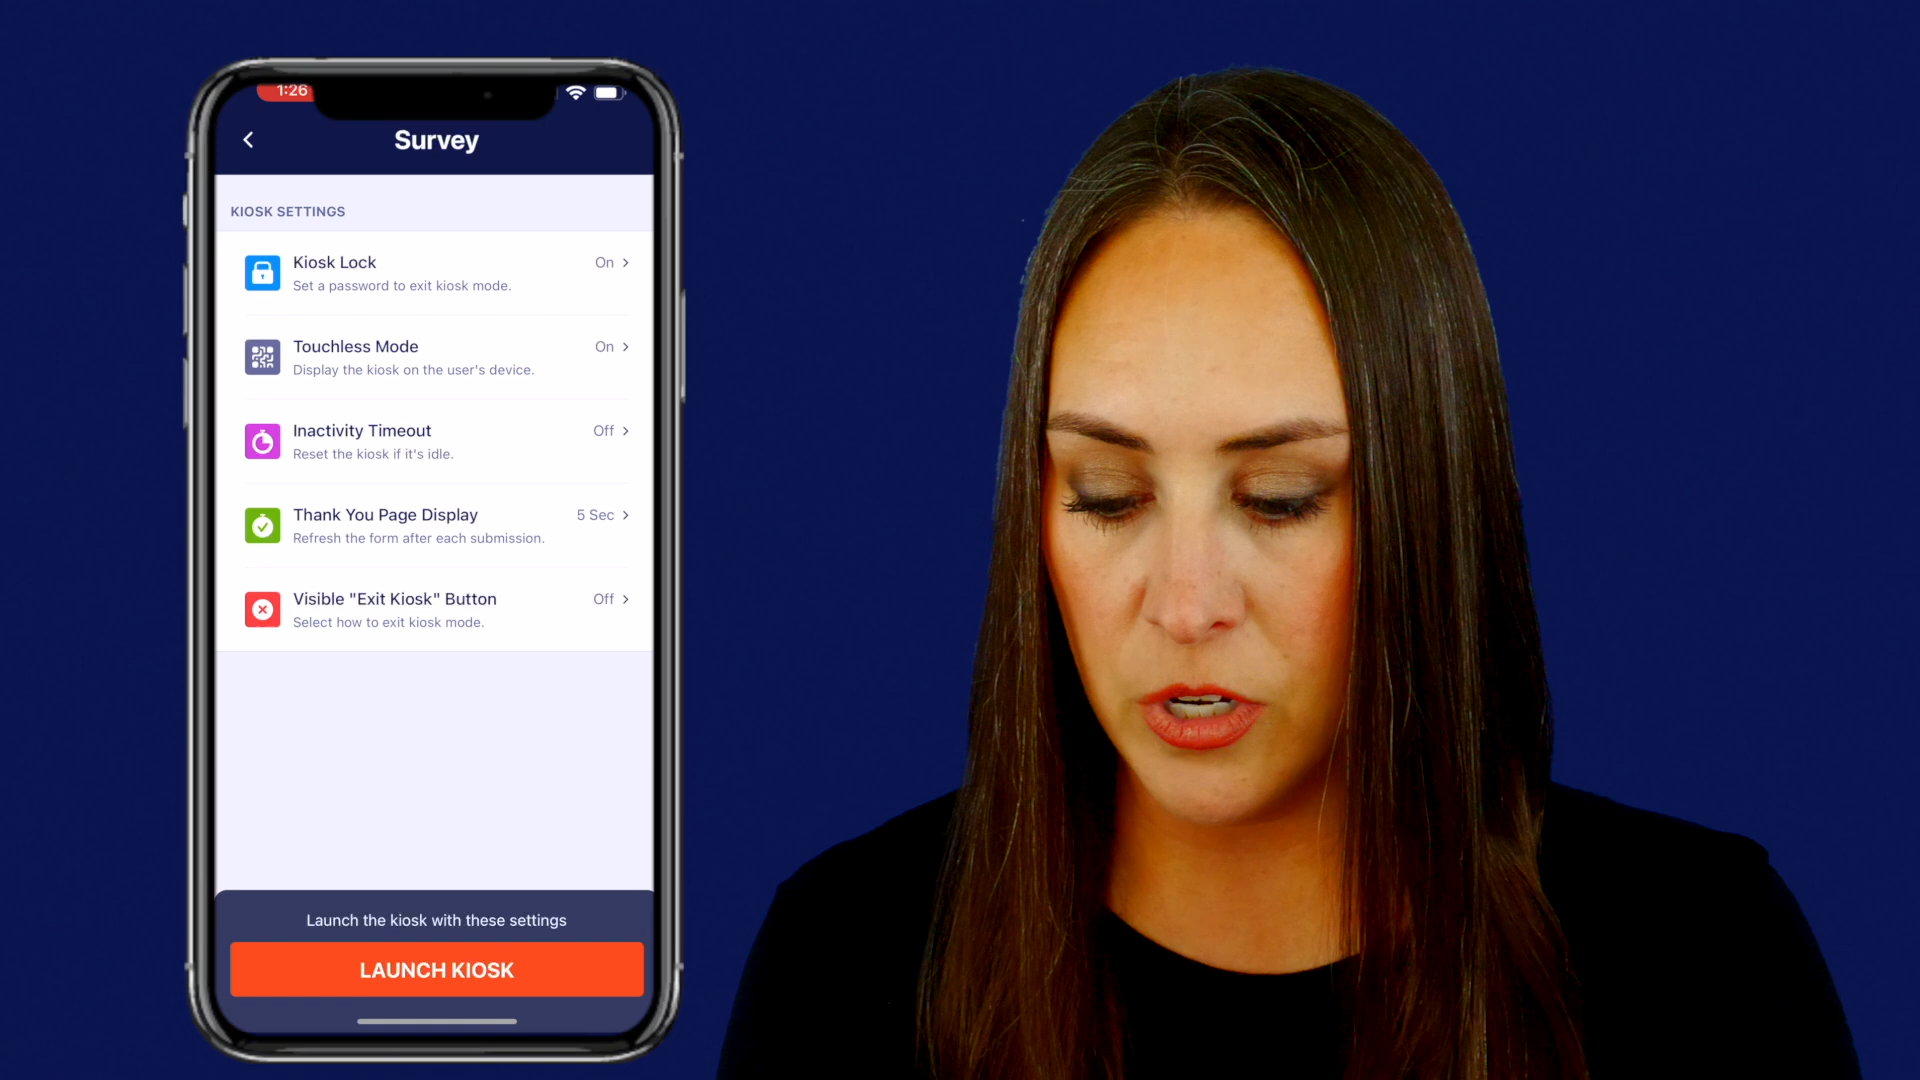 1:26
Survey
KIOSK SETTINGS
Kiosk Lock
On
Set a password to exit kiosk mode.
Touchless Mode
On
Display the kiosk on the user's device.
Inactivity Timeout
Off
Reset the kiosk if it's idle.
Thank You Page Display
5 Sec
Refresh the form after each submission.
Visible "Exit Kiosk" Button
Off
Select how to exit kiosk mode.
Launch the kiosk with these settings
LAUNCH KIOSK